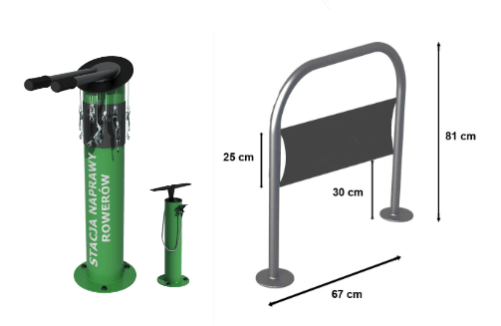 STACJA NAPRAWY
ROWERÓW
25 cm
81 cm
30 cm
67 cm